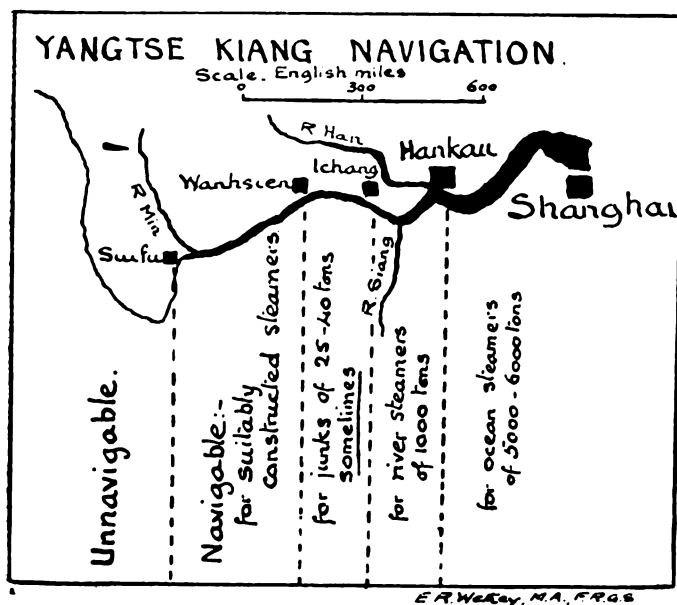 YANGTSE KIANG NAVIGATION.
Scale. English miles
0 300 600
R Han
Hankau
Ichang
Wanhsien
Shanghai
R Min
Suifu
R. Siang
Unnavigable.
Navigable:-
for suitably
constructed steamers
for junks of 25-40 tons
sometimes
for river steamers
of 1000 tons
for ocean steamers
of 5000-6000 tons
E R. M.A., F.R.G.S